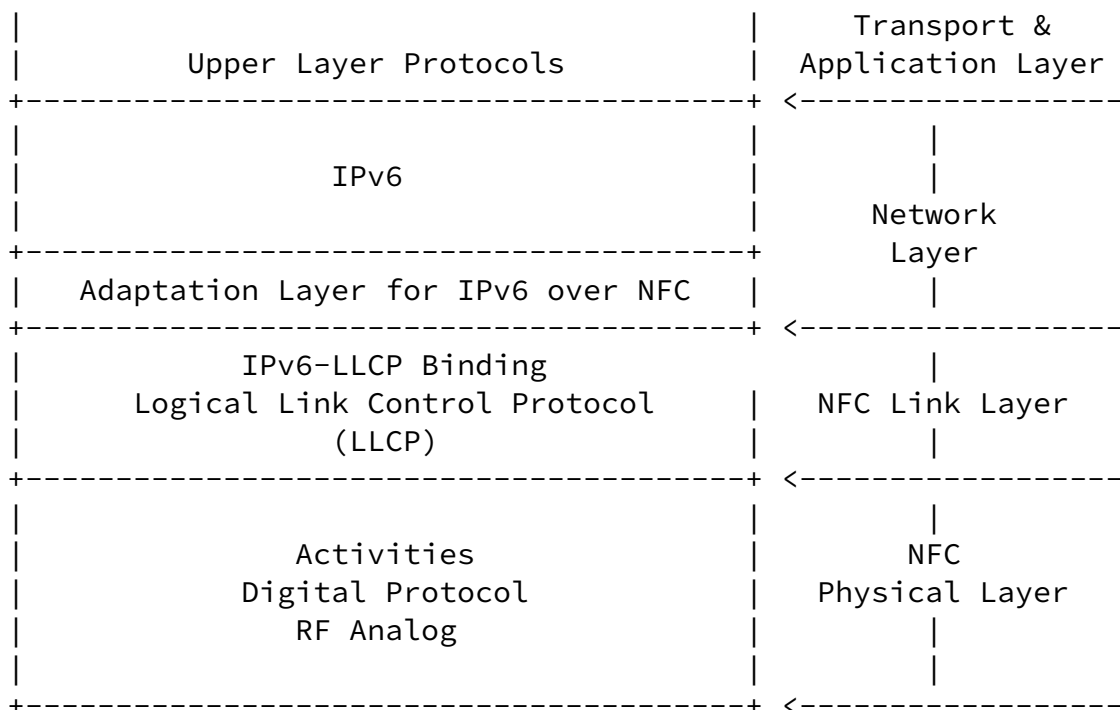 |                                        |     Transport &
|         Upper Layer Protocols          |  Application Layer
+----------------------------------------+ <------------------
|                                        |         |
|                 IPv6                   |         |
|                                        |      Network
+----------------------------------------+       Layer
|   Adaptation Layer for IPv6 over NFC   |         |
+----------------------------------------+ <------------------
|            IPv6-LLCP Binding                     |
|      Logical Link Control Protocol     |   NFC Link Layer
|                 (LLCP)                 |         |
+----------------------------------------+ <------------------
|                                        |         |
|               Activities               |        NFC
|            Digital Protocol            |   Physical Layer
|               RF Analog                |         |
|                                        |         |
+----------------------------------------+ <------------------